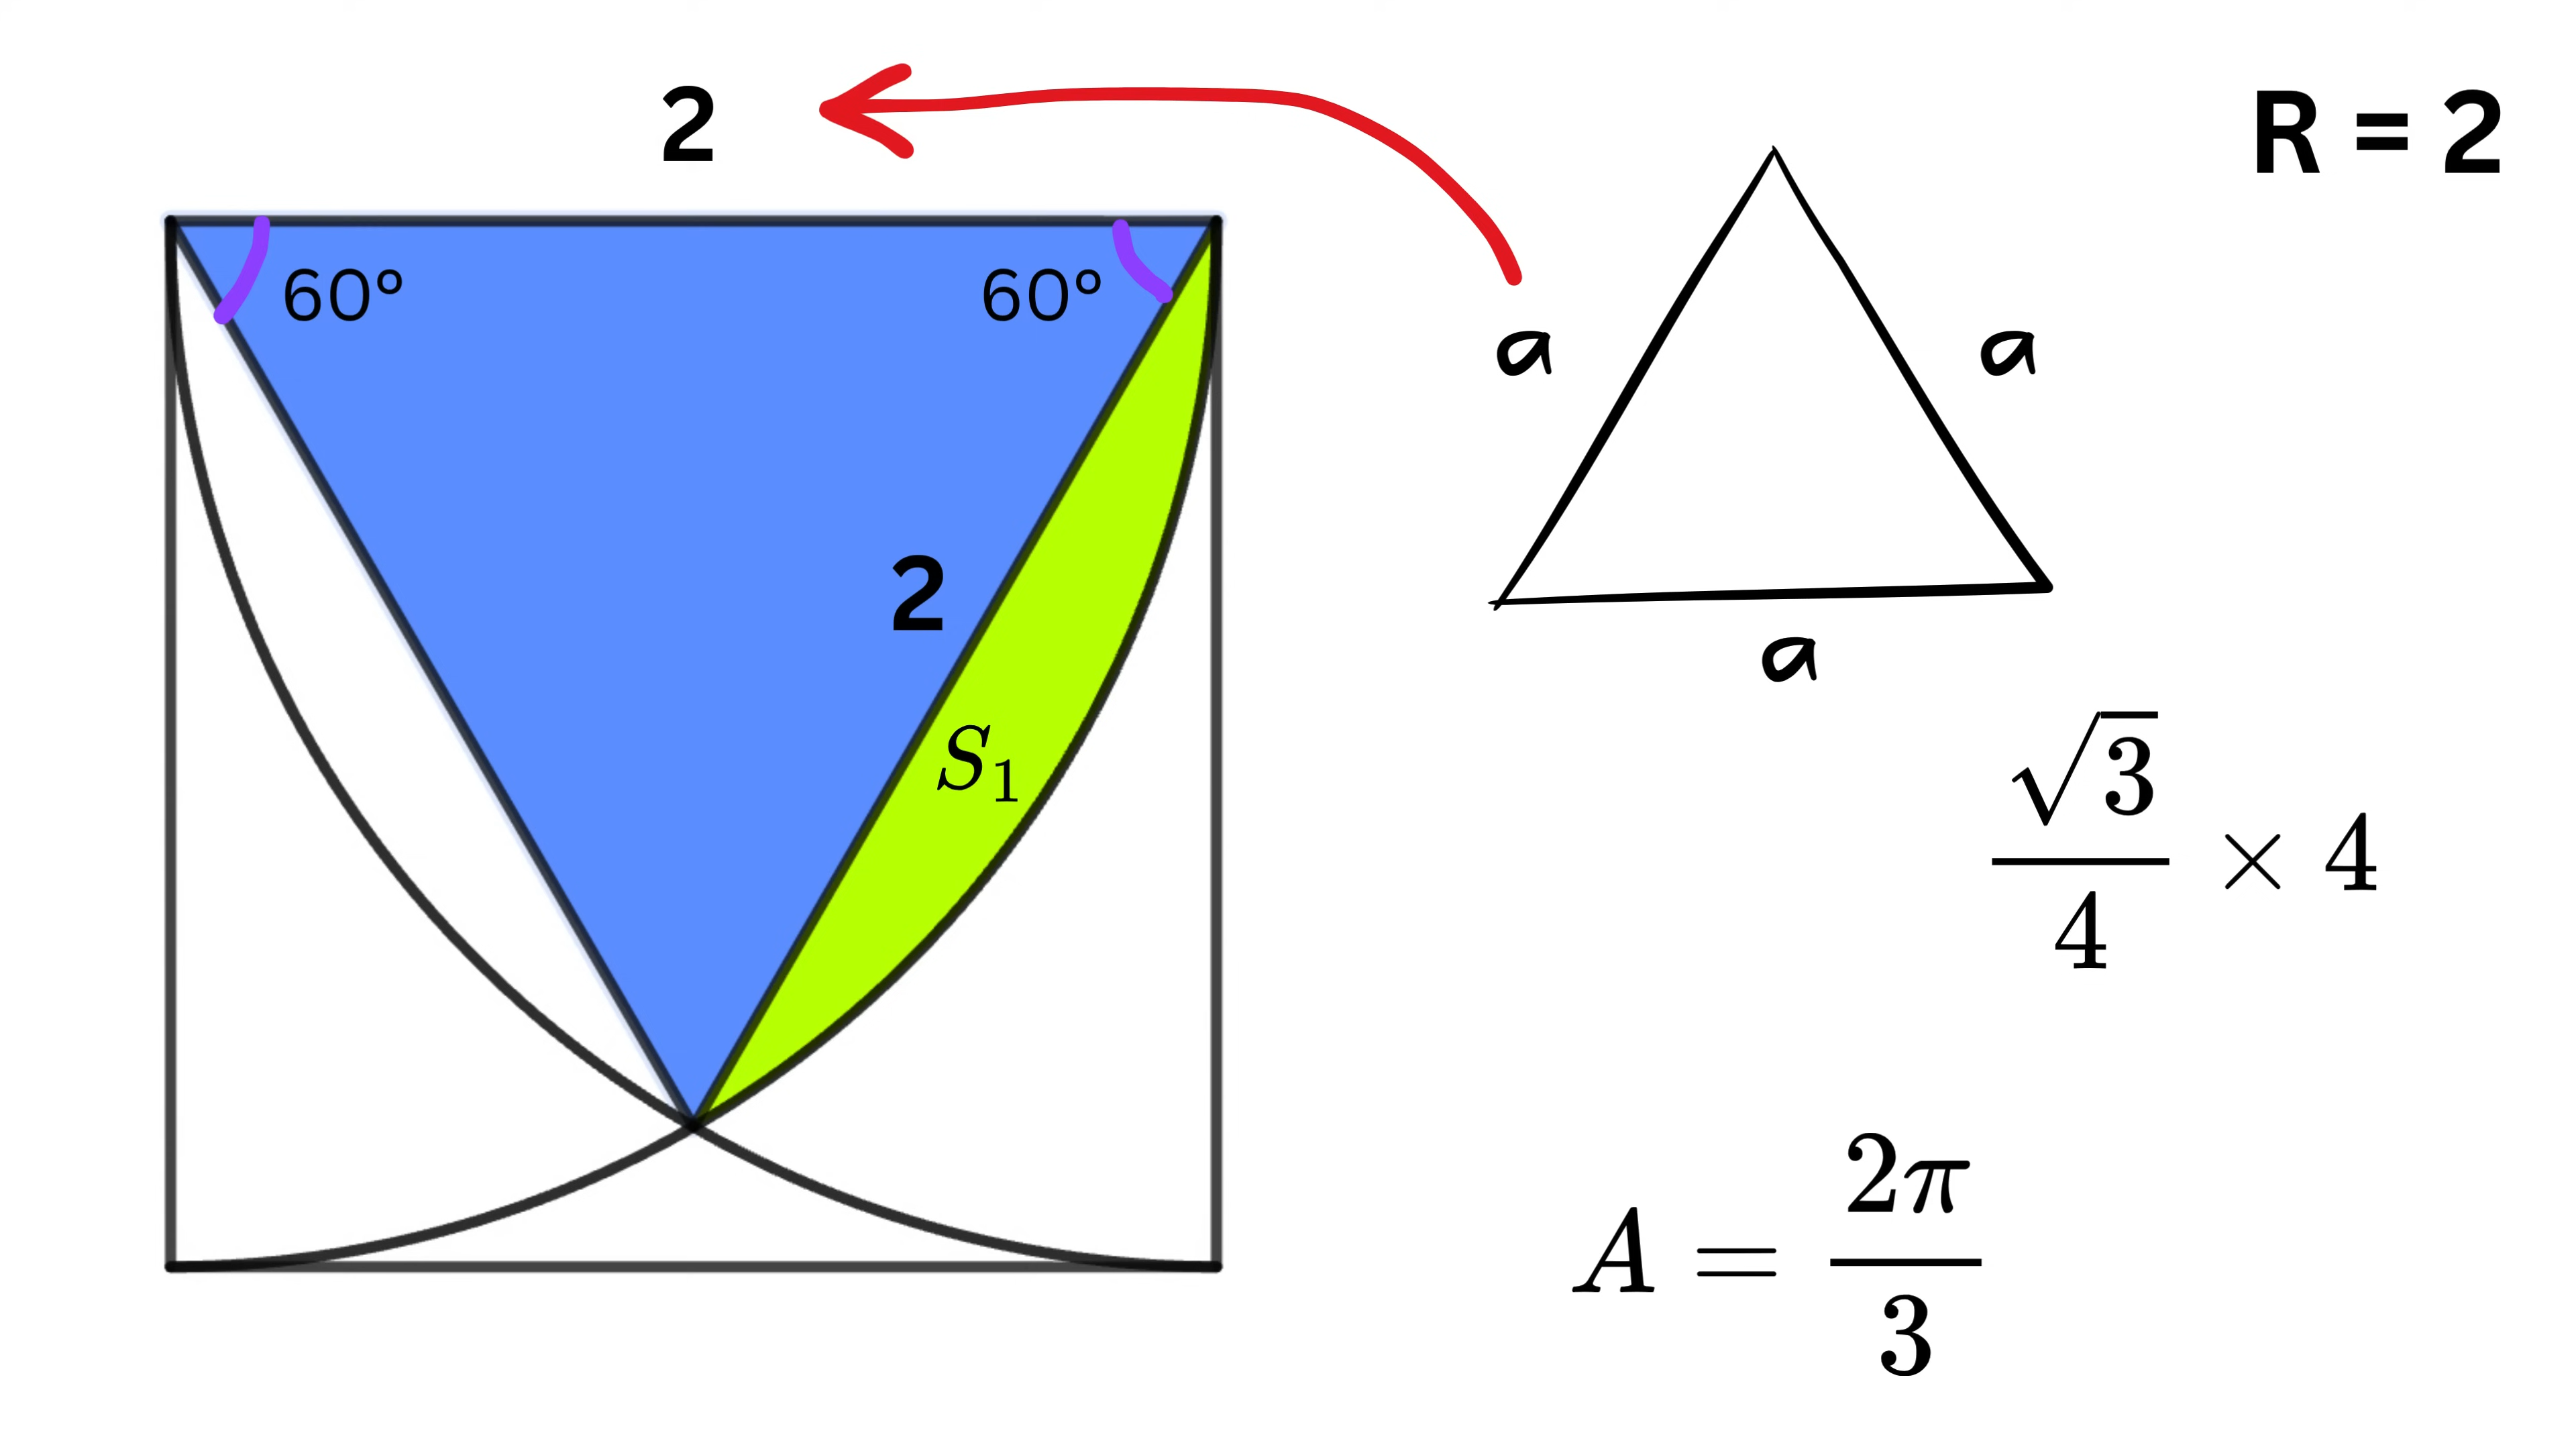 2
R = 2
60°
60°
a
a
2
a
S₁
√3/4 × 4
A = 2π/3